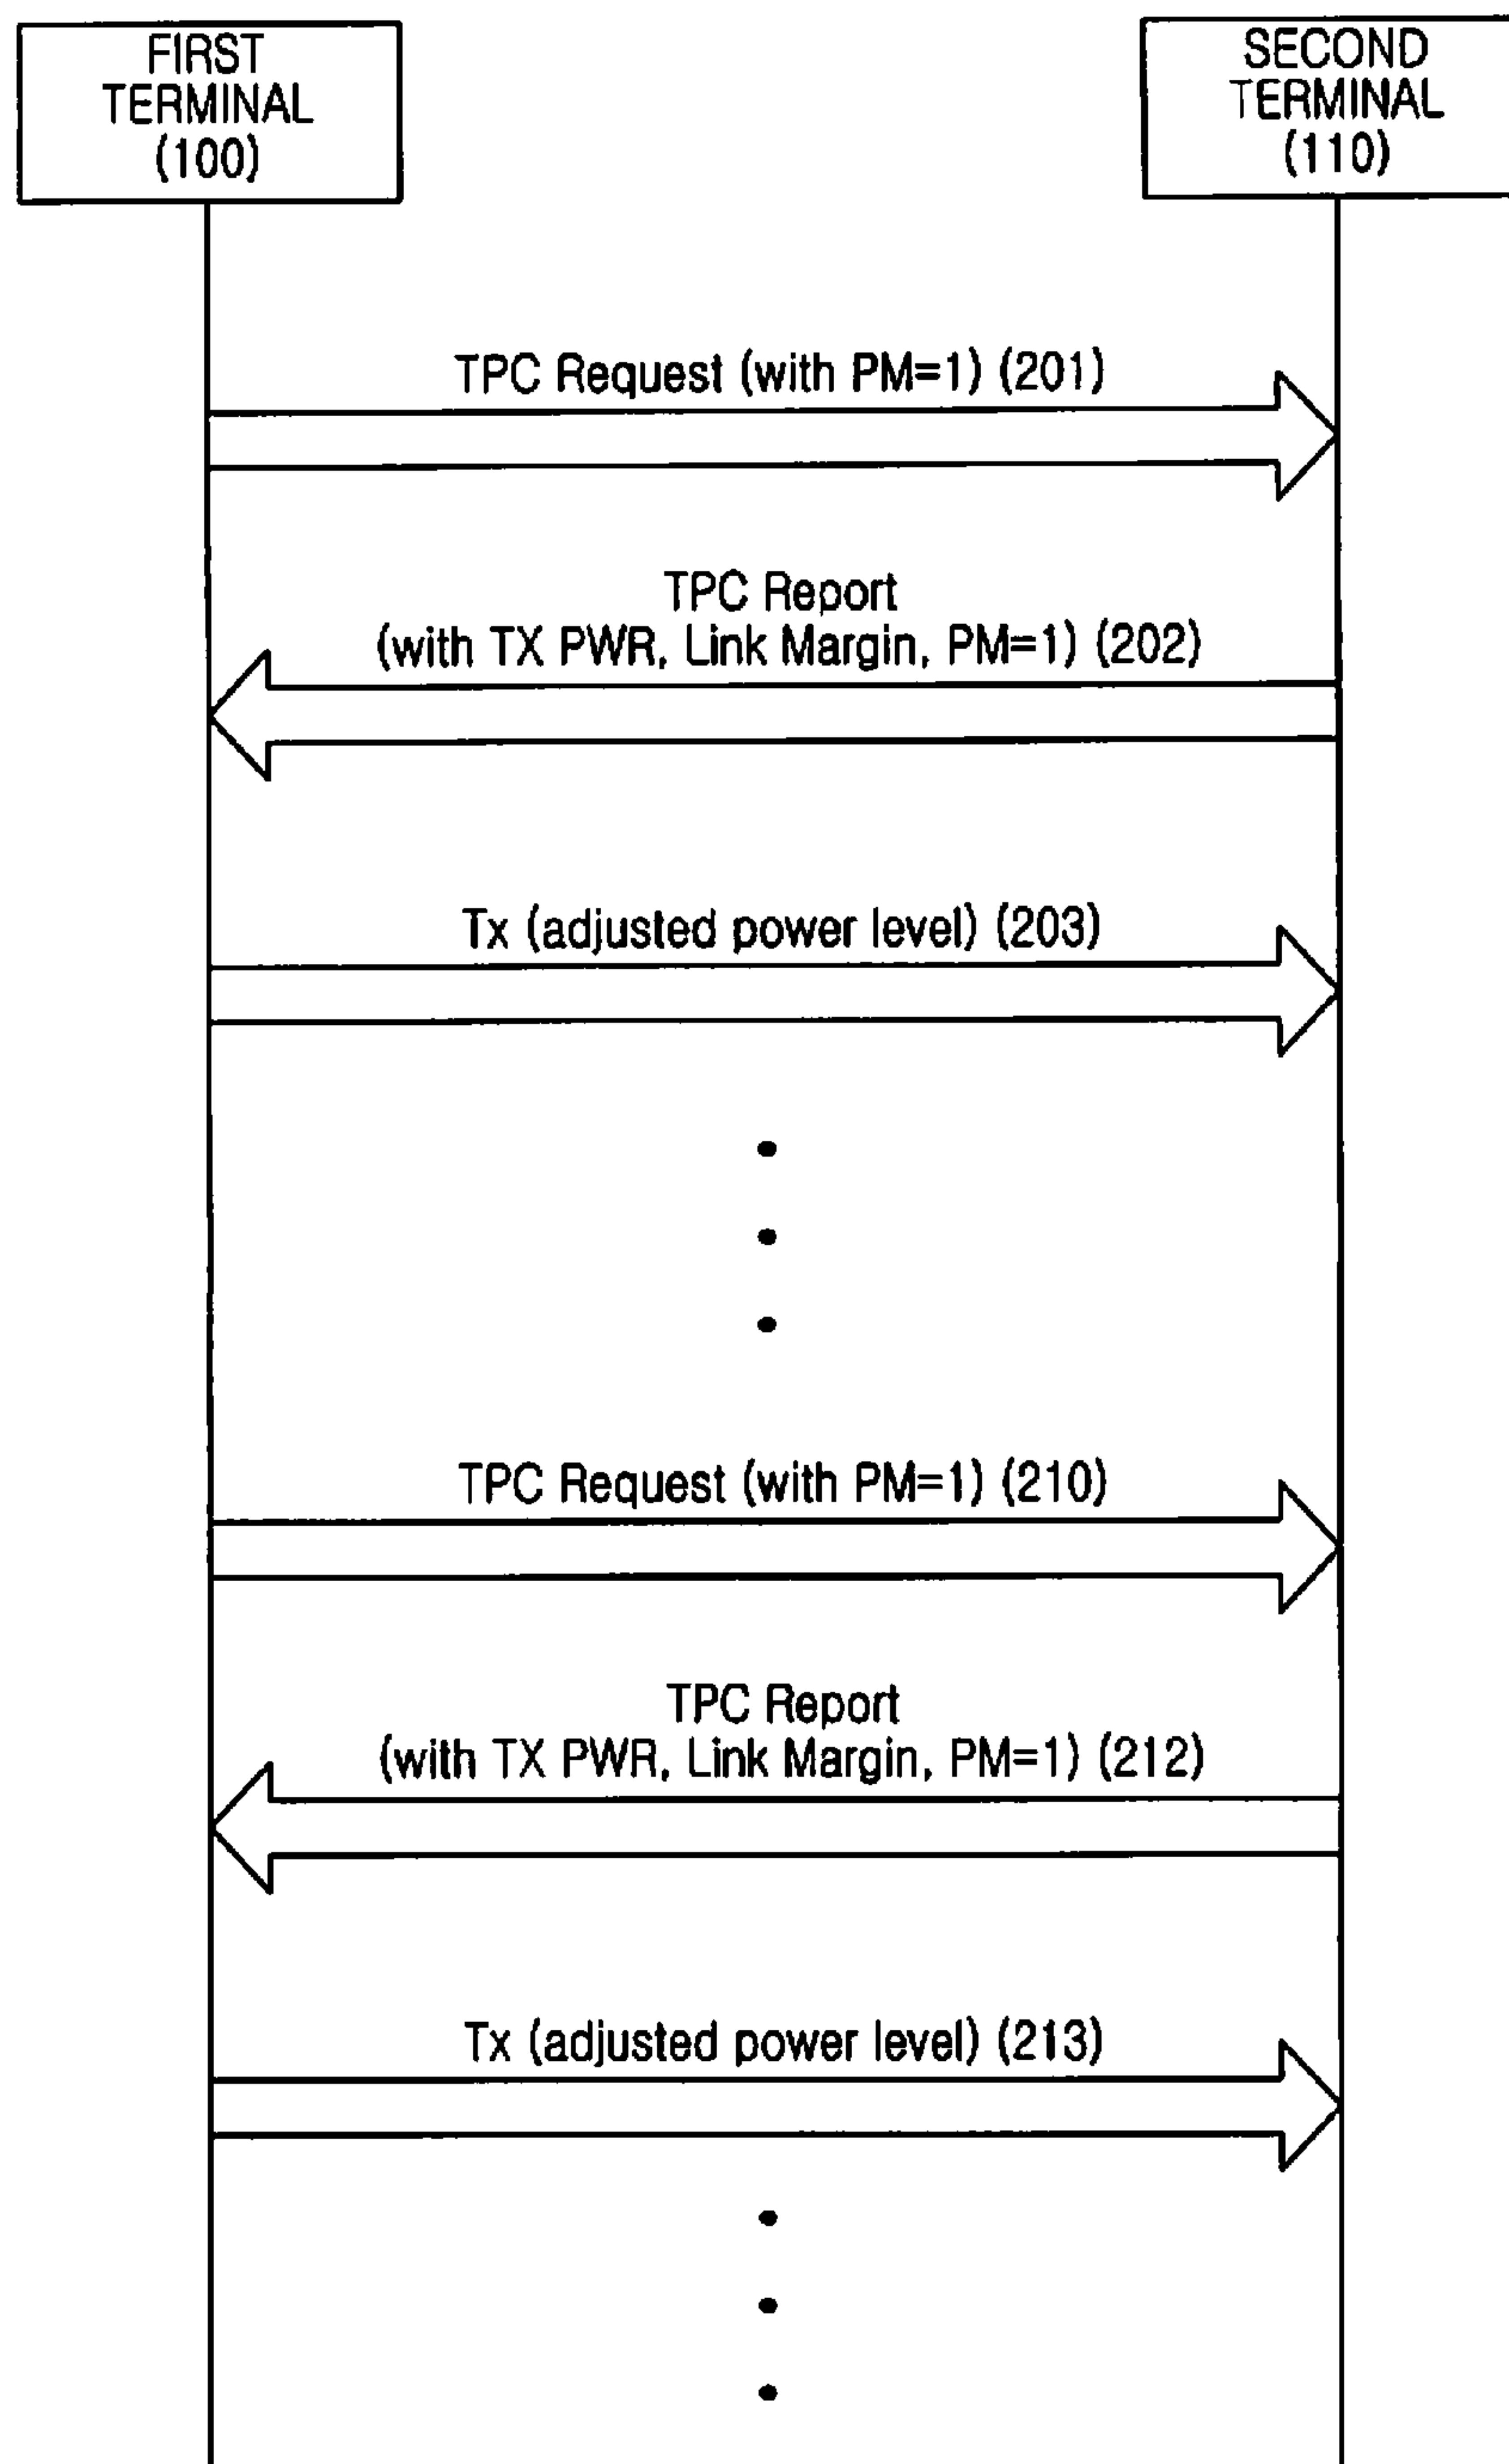 FIRST
TERMINAL
(100)
SECOND
TERMINAL
(110)
TPC Request (with PM=1) (201)
TPC Report
(with TX PWR, Link Margin, PM=1) (202)
Tx (adjusted power level) (203)
TPC Request (with PM=1) (210)
TPC Report
(with TX PWR, Link Margin, PM=1) (212)
Tx (adjusted power level) (213)